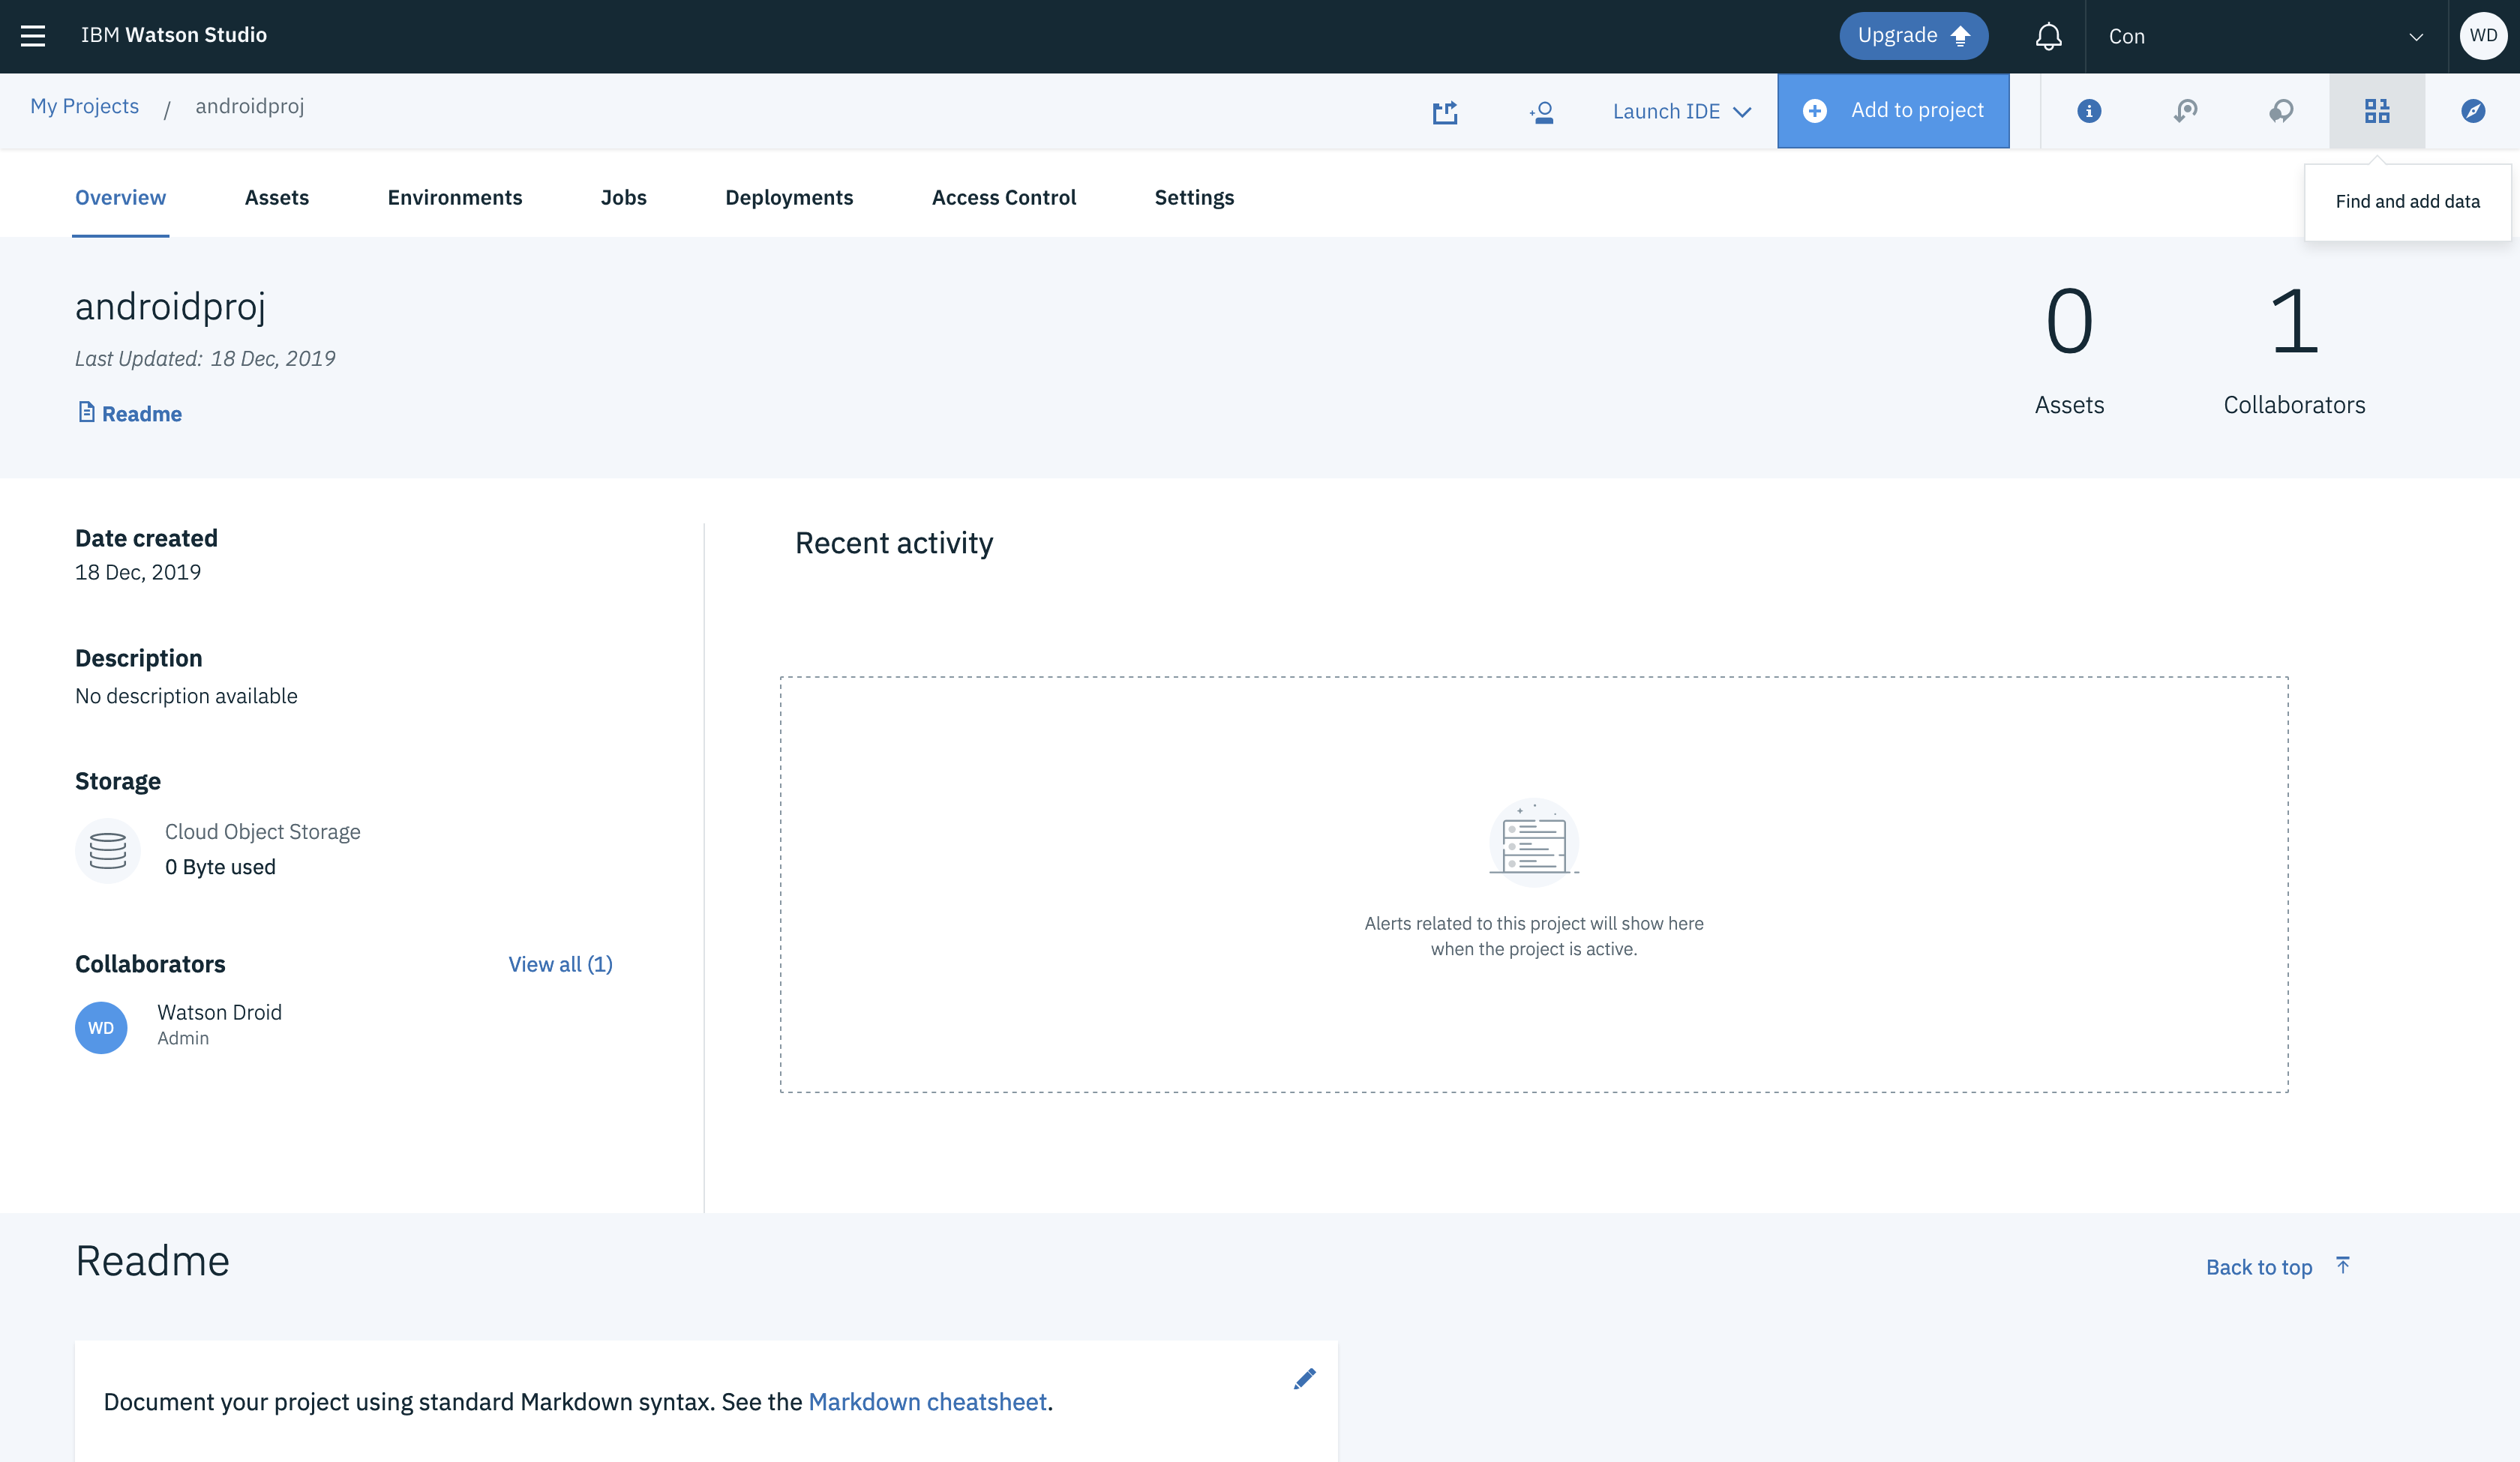 IBM Watson Studio
Upgrade
Con
WD
My Projects / androidproj
Launch IDE
Add to project
Overview
Assets
Environments
Jobs
Deployments
Access Control
Settings
Find and add data
androidproj
Last Updated: 18 Dec, 2019
Readme
0
Assets
1
Collaborators
Date created
18 Dec, 2019
Description
No description available
Storage
Cloud Object Storage
0 Byte used
Collaborators
View all (1)
WD
Watson Droid
Admin
Recent activity
Alerts related to this project will show here
when the project is active.
Readme
Back to top
Document your project using standard Markdown syntax. See the Markdown cheatsheet.